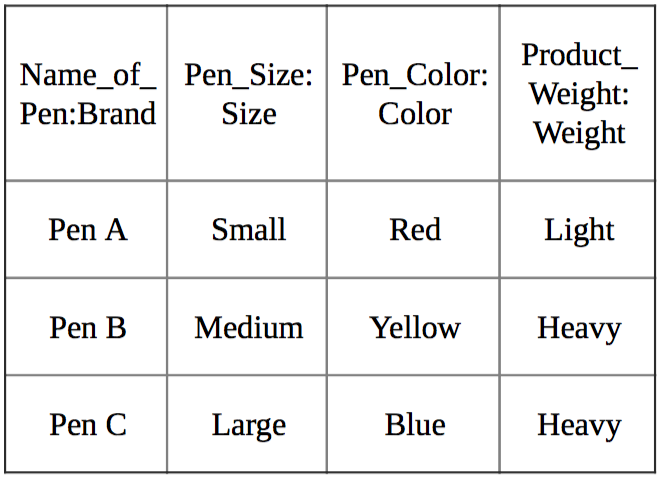 Name_of_
Pen:Brand
Pen_Size:
Size
Pen_Color:
Color
Product_
Weight:
Weight
Pen A Small Red Light
Pen B Medium Yellow Heavy
Pen C Large Blue Heavy